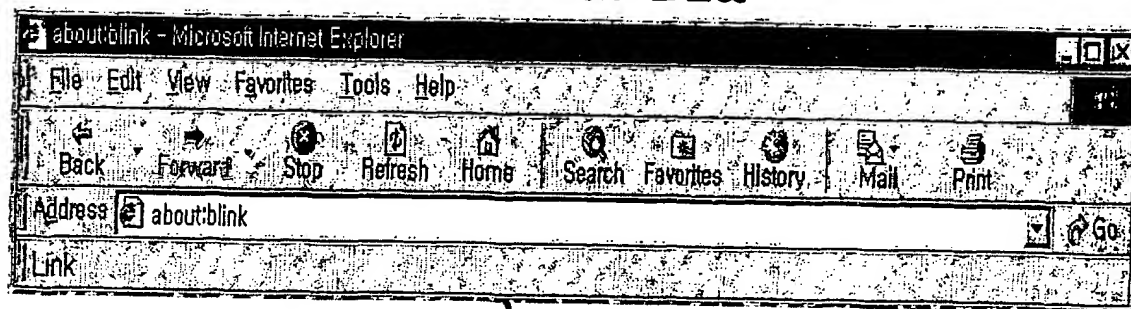 about:blink - Microsoft Internet Explorer
File Edit View Favorites Tools Help
Back Forward Stop Refresh Home Search Favorites History Mail Print
Address about:blink Go
Link